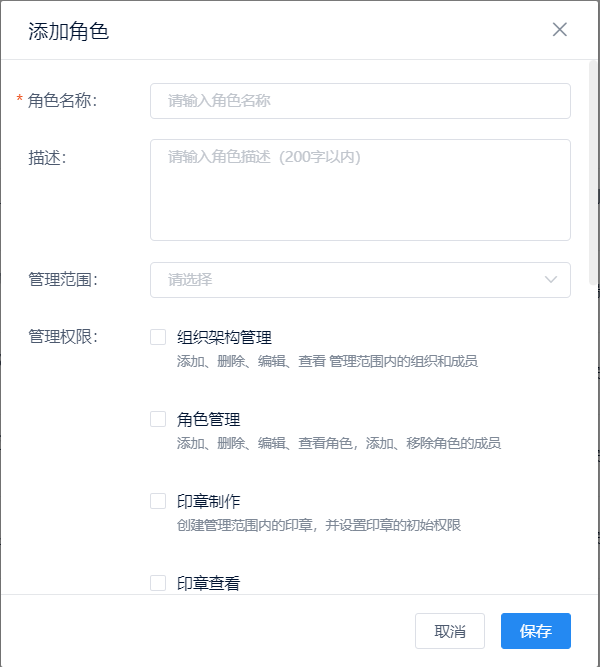 添加角色
* 角色名称：
请输入角色名称
描述：
请输入角色描述（200字以内）
管理范围：
请选择
管理权限：
组织架构管理
添加、删除、编辑、查看 管理范围内的组织和成员
角色管理
添加、删除、编辑、查看角色，添加、移除角色的成员
印章制作
创建管理范围内的印章，并设置印章的初始权限
印章查看
取消
保存